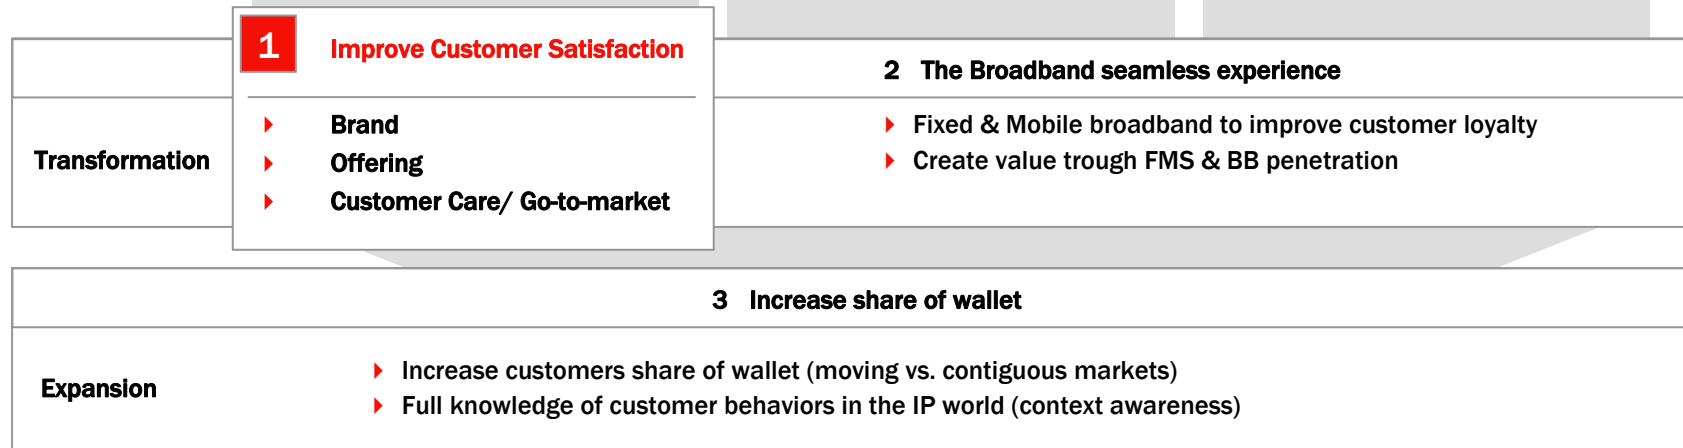 1 Improve Customer Satisfaction
2 The Broadband seamless experience
Transformation
Brand
Offering
Customer Care/ Go-to-market
Fixed & Mobile broadband to improve customer loyalty
Create value trough FMS & BB penetration
3 Increase share of wallet
Expansion
Increase customers share of wallet (moving vs. contiguous markets)
Full knowledge of customer behaviors in the IP world (context awareness)